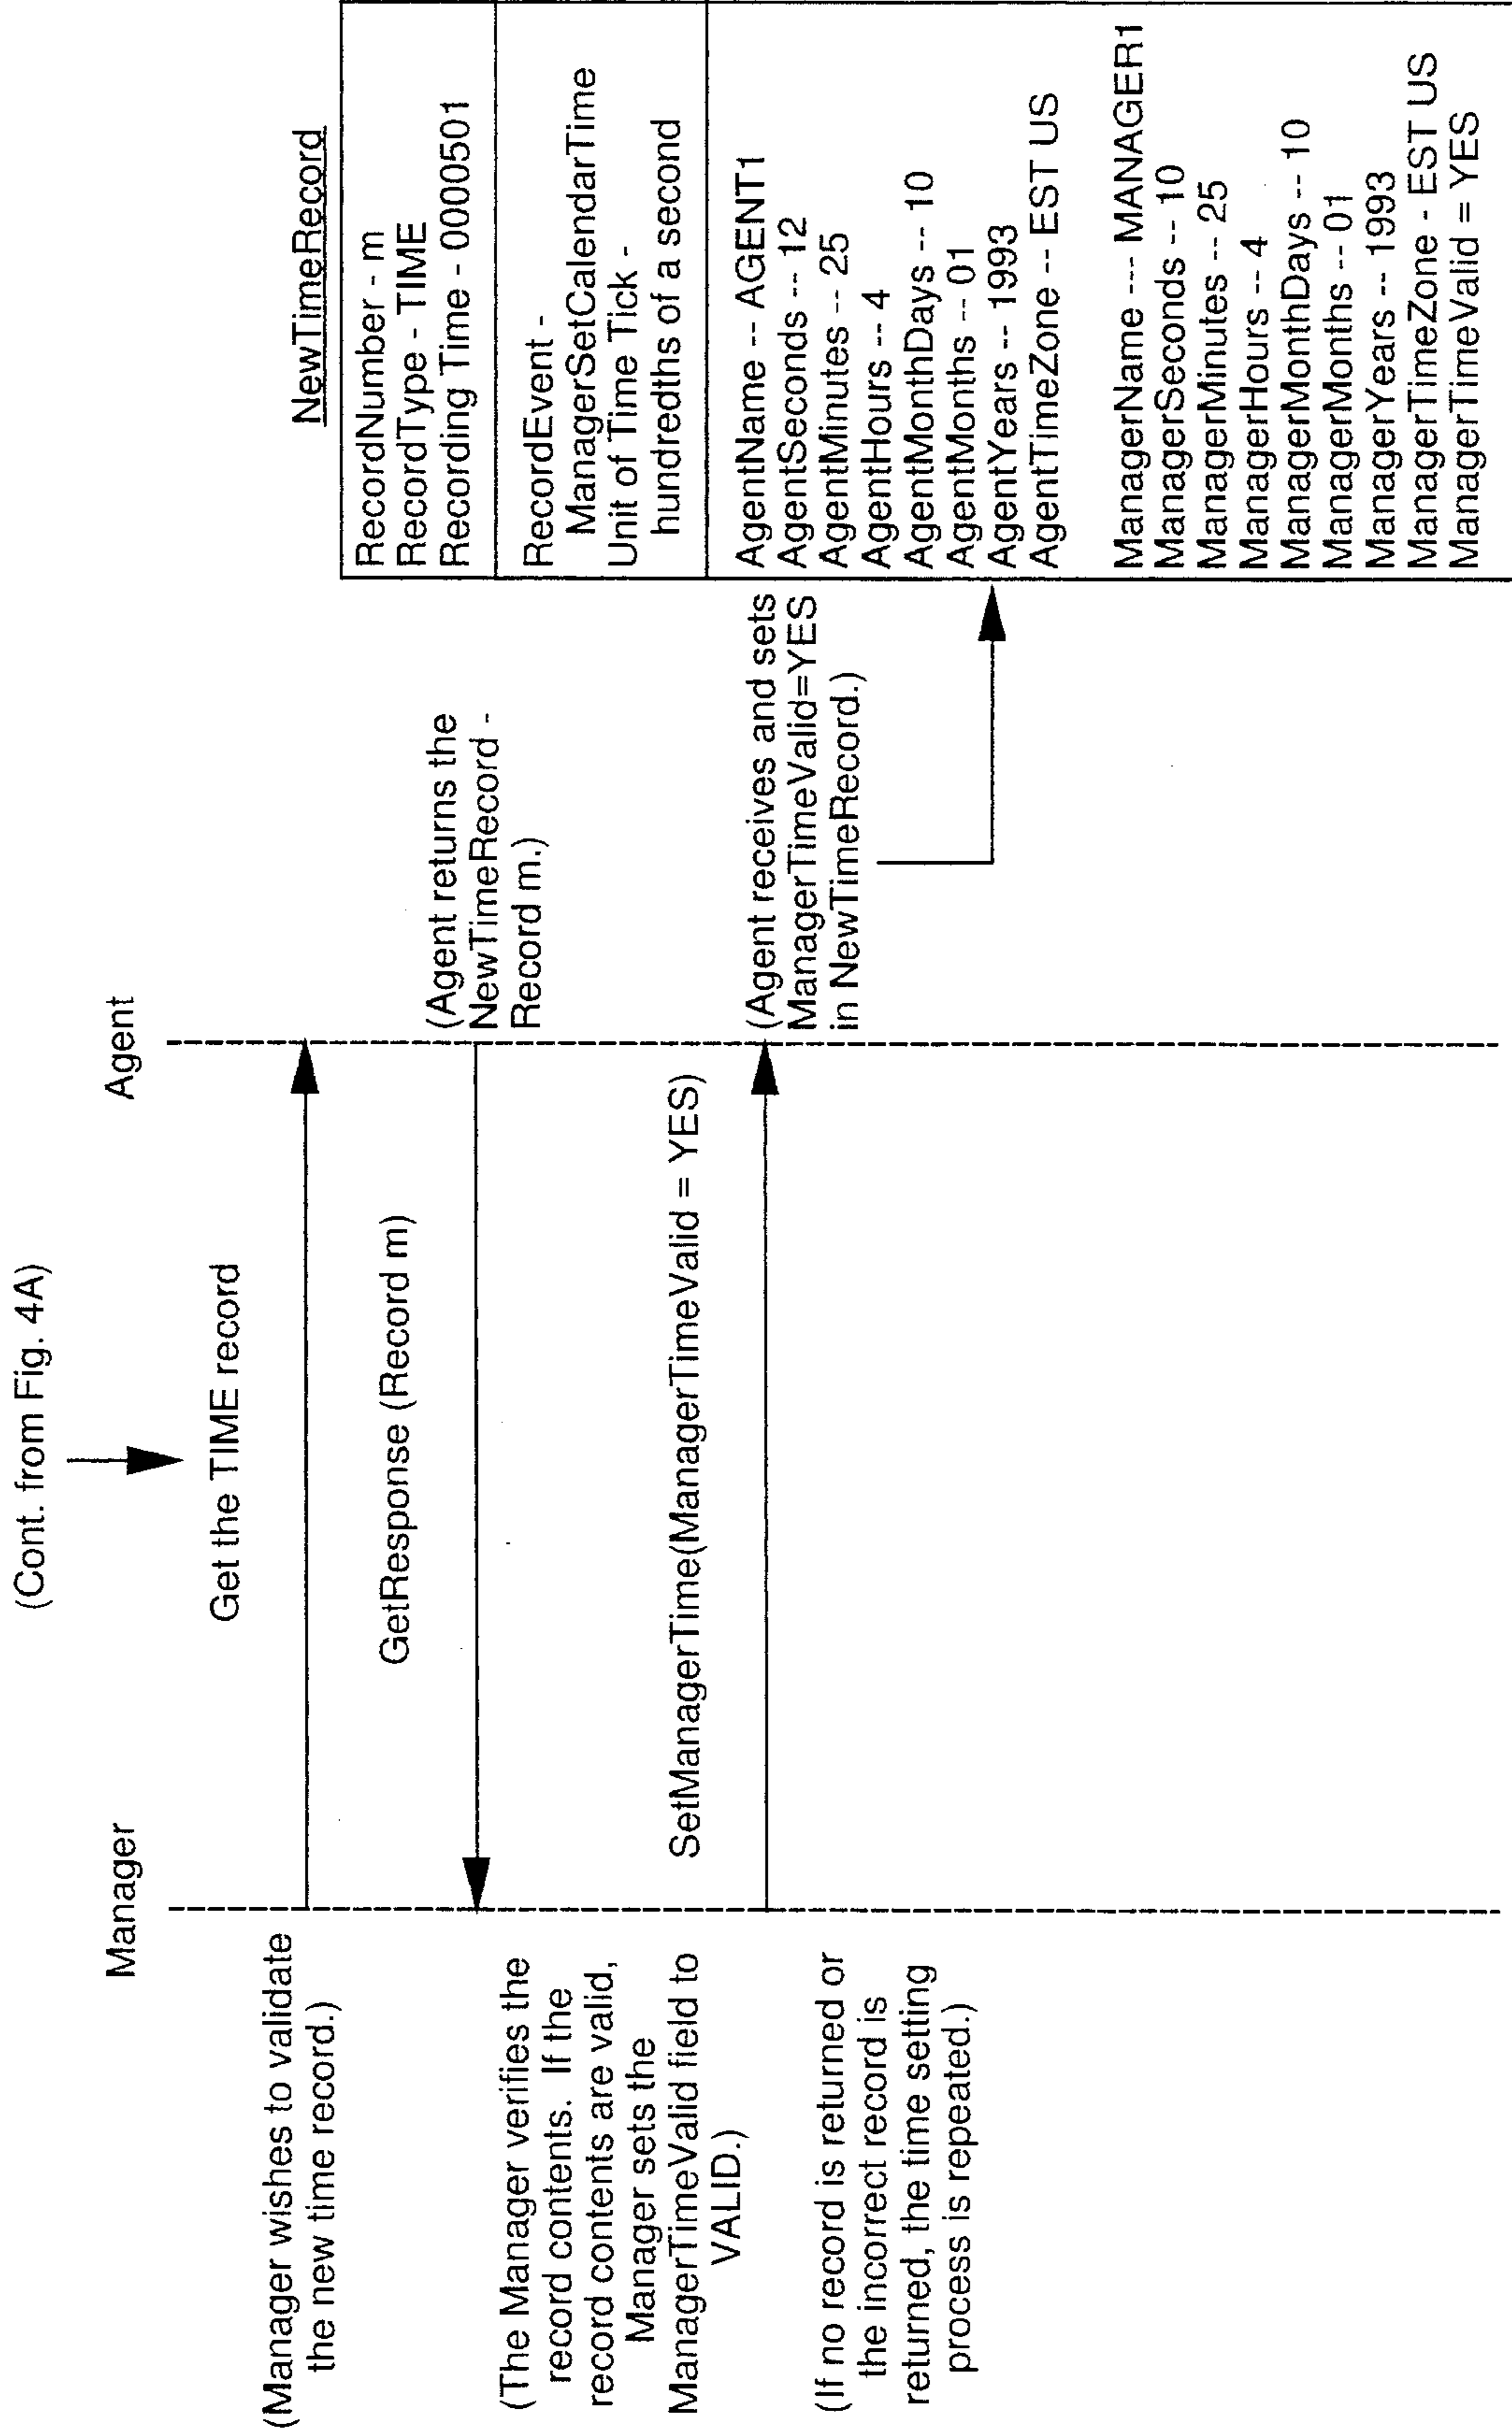 (Cont. from Fig. 4A)
Manager
Agent
Get the TIME record
(Manager wishes to validate
the new time record.)
GetResponse (Record m)
(Agent returns the
NewTimeRecord -
Record m.)
(The Manager verifies the
record contents. If the
record contents are valid,
Manager sets the
ManagerTimeValid field to
VALID.)
SetManagerTime(ManagerTimeValid = YES)
(Agent receives and sets
ManagerTimeValid=YES
in NewTimeRecord.)
(If no record is returned or
the incorrect record is
returned, the time setting
process is repeated.)
NewTimeRecord
RecordNumber - m
RecordType - TIME
Recording Time - 0000501
RecordEvent -
ManagerSetCalendarTime
Unit of Time Tick -
hundredths of a second
AgentName -- AGENT1
AgentSeconds -- 12
AgentMinutes -- 25
AgentHours -- 4
AgentMonthDays -- 10
AgentMonths -- 01
AgentYears -- 1993
AgentTimeZone -- EST US
ManagerName --- MANAGER1
ManagerSeconds -- 10
ManagerMinutes -- 25
ManagerHours -- 4
ManagerMonthDays -- 10
ManagerMonths -- 01
ManagerYears -- 1993
ManagerTimeZone - EST US
ManagerTimeValid = YES